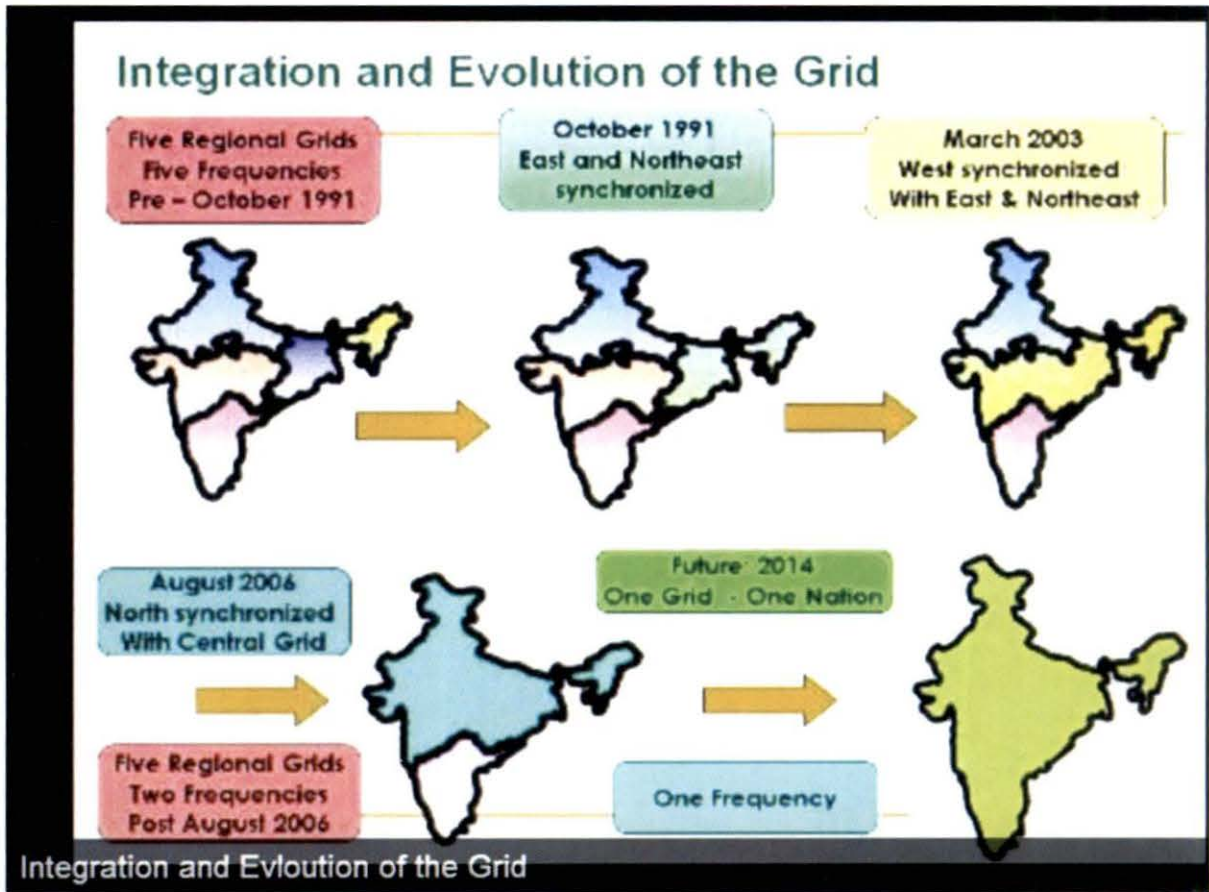 Integration and Evolution of the Grid
Five Regional Grids
Five Frequencies
Pre – October 1991
October 1991
East and Northeast
synchronized
March 2003
West synchronized
With East & Northeast
August 2006
North synchronized
With Central Grid
Future 2014
One Grid - One Nation
Five Regional Grids
Two Frequencies
Post August 2006
One Frequency
Integration and Evloution of the Grid